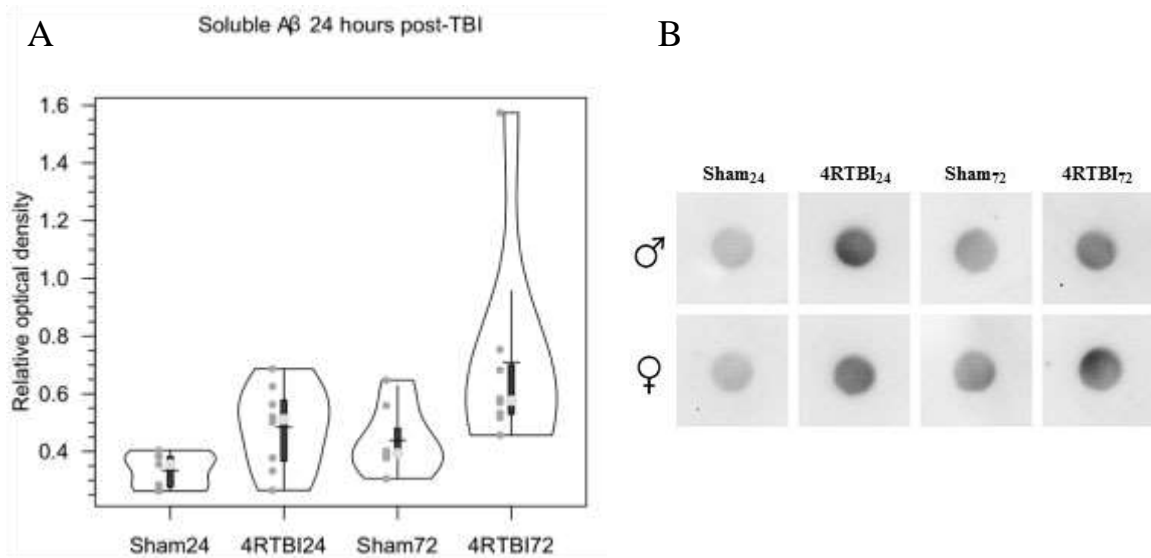 A
Soluble Aβ 24 hours post-TBI
Relative optical density
1.6
1.4
1.2
1.0
0.8
0.6
0.4
Sham24
4RTBI24
Sham72
4RTBI72
B
Sham₂₄ 4RTBI₂₄ Sham₇₂ 4RTBI₇₂
♂
♀